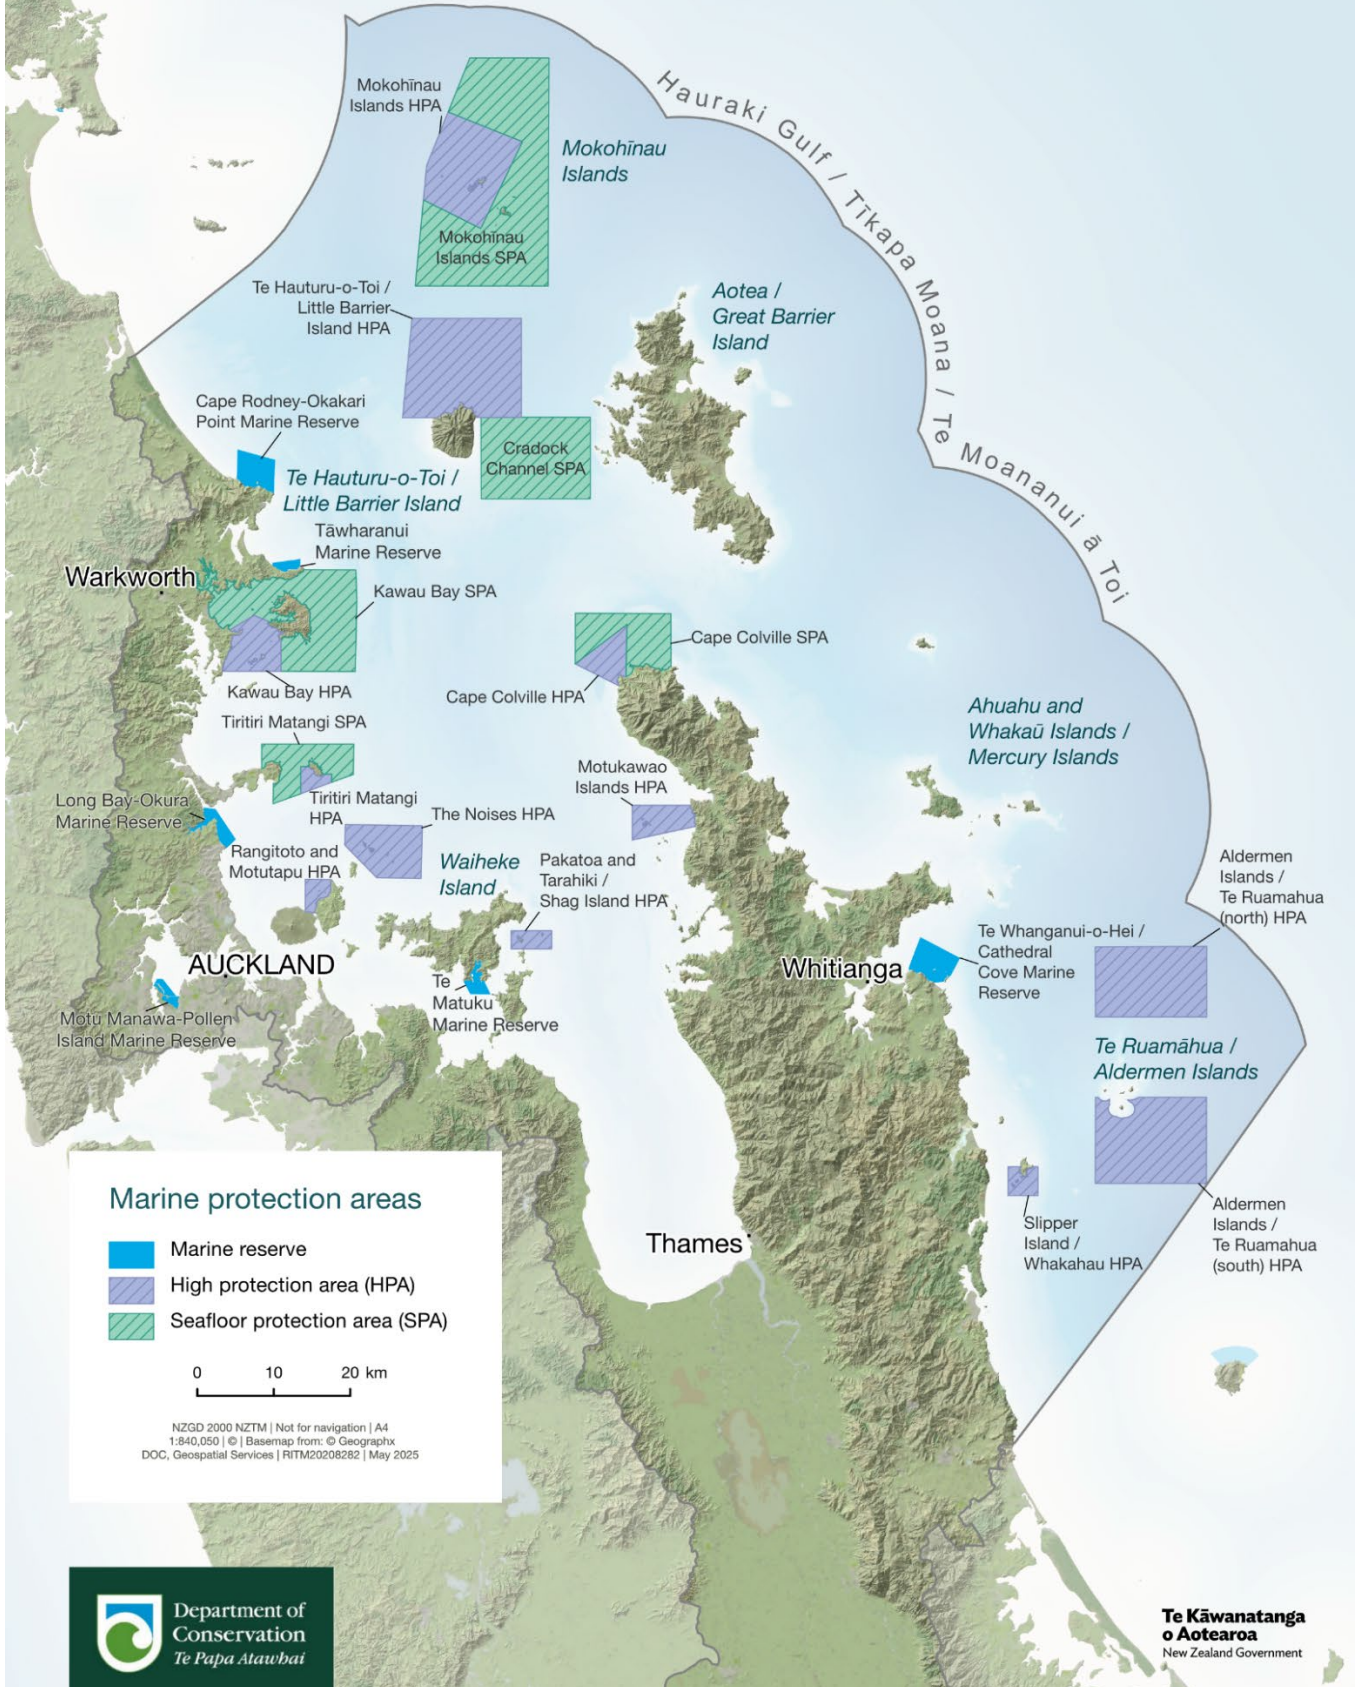 Hauraki Gulf / Tīkapa Moana / Te Moananui ā Toi
Mokohīnau
Islands HPA
Mokohīnau
Islands
Mokohīnau
Islands SPA
Te Hauturu-o-Toi /
Little Barrier
Island HPA
Aotea /
Great Barrier
Island
Cape Rodney-Okakari
Point Marine Reserve
Cradock
Channel SPA
Te Hauturu-o-Toi /
Little Barrier Island
Tāwharanui
Marine Reserve
Warkworth
Kawau Bay SPA
Cape Colville SPA
Kawau Bay HPA
Cape Colville HPA
Tiritiri Matangi SPA
Ahuahu and
Whakaū Islands /
Mercury Islands
Motukawao
Islands HPA
Tiritiri Matangi
HPA
Long Bay-Okura
Marine Reserve
The Noises HPA
Rangitoto and
Motutapu HPA
Waiheke
Island
Pakatoa and
Tarahiki /
Shag Island HPA
Aldermen
Islands /
Te Ruamahua
(north) HPA
Te Whanganui-o-Hei /
Cathedral
Cove Marine
Reserve
Whitianga
AUCKLAND
Te
Matuku
Marine Reserve
Motu Manawa-Pollen
Island Marine Reserve
Te Ruamāhua /
Aldermen Islands
Slipper
Island /
Whakahau HPA
Aldermen
Islands /
Te Ruamahua
(south) HPA
Thames
Marine protection areas
Marine reserve
High protection area (HPA)
Seafloor protection area (SPA)
0 10 20 km
NZGD 2000 NZTM | Not for navigation | A4
1:840,050 | © | Basemap from: © Geographx
DOC, Geospatial Services | RITM20208282 | May 2025
Department of
Conservation
Te Papa Atawhai
Te Kāwanatanga
o Aotearoa
New Zealand Government